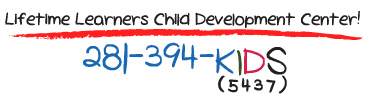 Lifetime Learners Child Development Center!
281-394-KIDS
(5437)